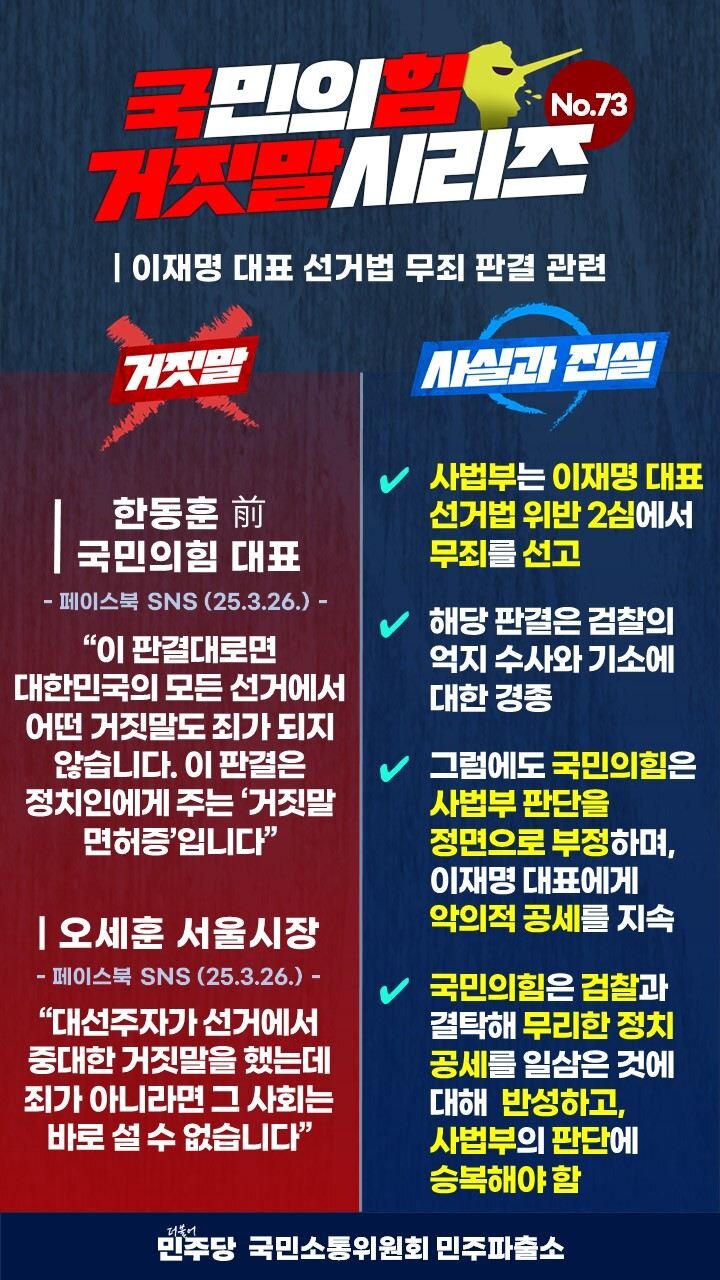 국민의힘
No.73
거짓말시리즈
| 이재명 대표 선거법 무죄 판결 관련
거짓말
한동훈 前
국민의힘 대표
- 페이스북 SNS (25.3.26.) -
“이 판결대로면
대한민국의 모든 선거에서
어떤 거짓말도 죄가 되지
않습니다. 이 판결은
정치인에게 주는 ‘거짓말
면허증’입니다”
| 오세훈 서울시장
- 페이스북 SNS (25.3.26.) -
“대선주자가 선거에서
중대한 거짓말을 했는데
죄가 아니라면 그 사회는
바로 설 수 없습니다”
사실과 진실
✔ 사법부는 이재명 대표
선거법 위반 2심에서
무죄를 선고
✔ 해당 판결은 검찰의
억지 수사와 기소에
대한 경종
✔ 그럼에도 국민의힘은
사법부 판단을
정면으로 부정하며,
이재명 대표에게
악의적 공세를 지속
✔ 국민의힘은 검찰과
결탁해 무리한 정치
공세를 일삼은 것에
대해 반성하고,
사법부의 판단에
승복해야 함
더불어
민주당 국민소통위원회 민주파출소